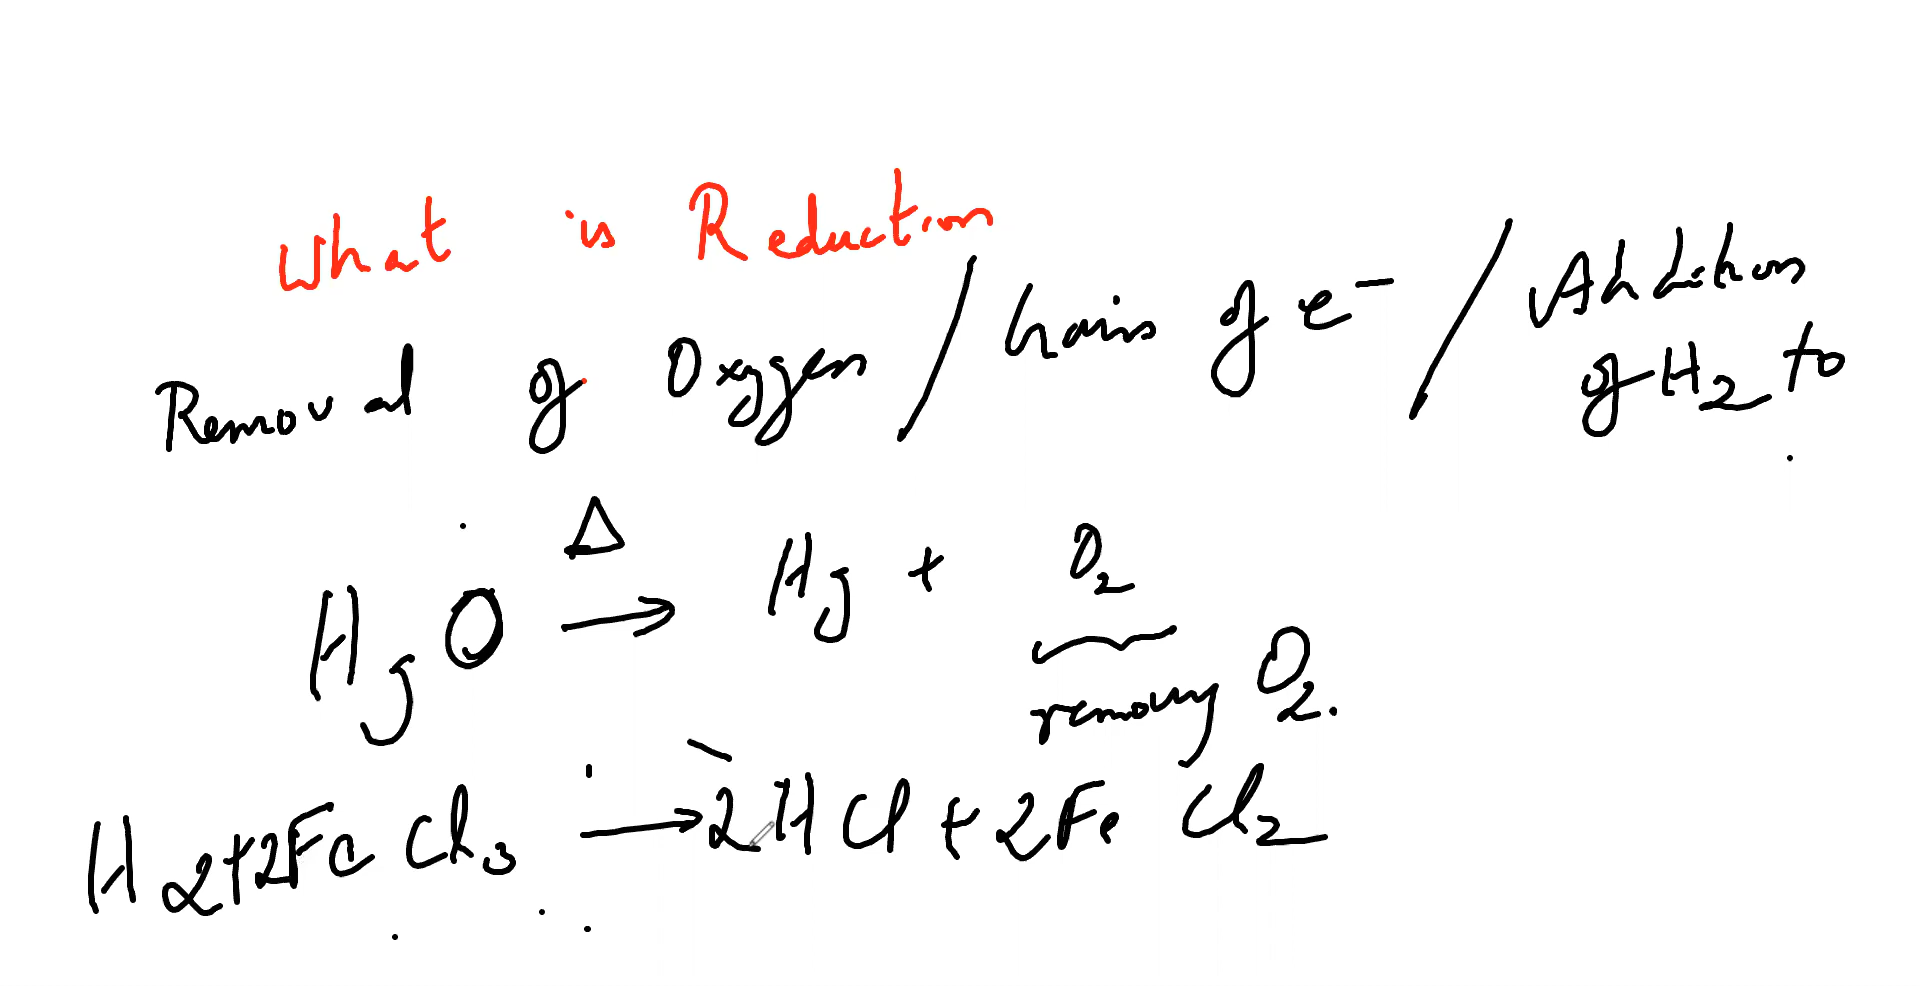 What is Reduction
Removal of Oxygen / Gains of e⁻ / Addition
of H₂ to
Δ
HgO → Hg + O₂
removing O₂.
H₂+2FeCl₃ → 2HCl + 2FeCl₂